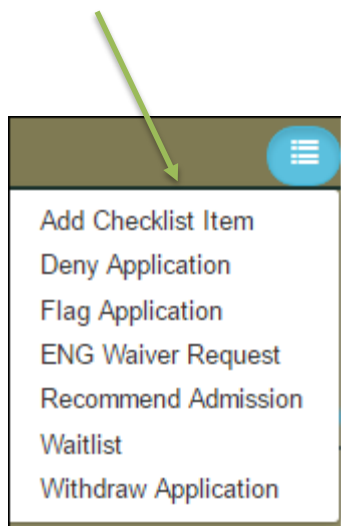 Add Checklist Item
Deny Application
Flag Application
ENG Waiver Request
Recommend Admission
Waitlist
Withdraw Application